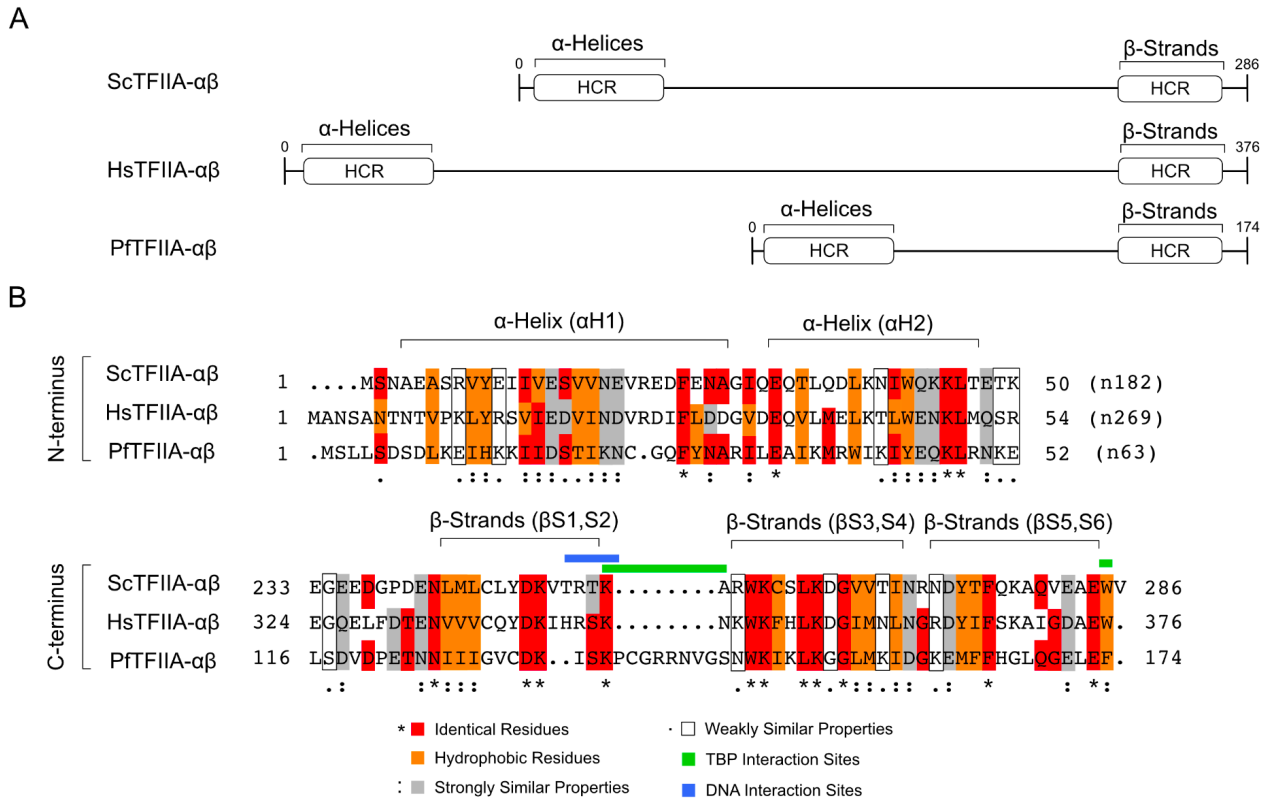 A
α-Helices
β-Strands
0
286
ScTFIIA-αβ
HCR
HCR
α-Helices
β-Strands
0
376
HsTFIIA-αβ
HCR
HCR
α-Helices
β-Strands
0
174
PfTFIIA-αβ
HCR
HCR
B
α-Helix (αH1)
α-Helix (αH2)
N-terminus
ScTFIIA-αβ 1 ....MSNAEASRVYEIIVESVVNEVREDFENAGIQEQTLQDLKNIWQKKLTETK 50 (n182)
HsTFIIA-αβ 1 MANSANTNTVPKLYRSVIEDVINDVRDIFLDDGVDEQVLMELKTLWENKLMQSR 54 (n269)
PfTFIIA-αβ 1 .MSLLSDSDLKEIHKKIIDSTIKNC.GQFYNARILEAIKMRWIKIYEQKLRNKE 52 (n63)
. .::. :::..::: * : : * .:::: ** :..
β-Strands (βS1,S2)
β-Strands (βS3,S4)
β-Strands (βS5,S6)
C-terminus
ScTFIIA-αβ 233 EGEEDGPDENLMLCLYDKVTRTK........ARWKCSLKDGVVTINRNDYTFQKAQVEAEWV 286
HsTFIIA-αβ 324 EGQELFDTENVVVCQYDKIHRSK........NKWKFHLKDGIMNLNGRDYIFSKAIGDAEW. 376
PfTFIIA-αβ 116 LSDVDPETNNIIIGVCDK..ISKPCGRRNVGSNWKIKLKGGLMKIDGKEMFFHGLQGELEF. 174
.: :*::: ** * .** **.*::.:: .: * : *:
* Identical Residues
Hydrophobic Residues
: Strongly Similar Properties
. Weakly Similar Properties
TBP Interaction Sites
DNA Interaction Sites